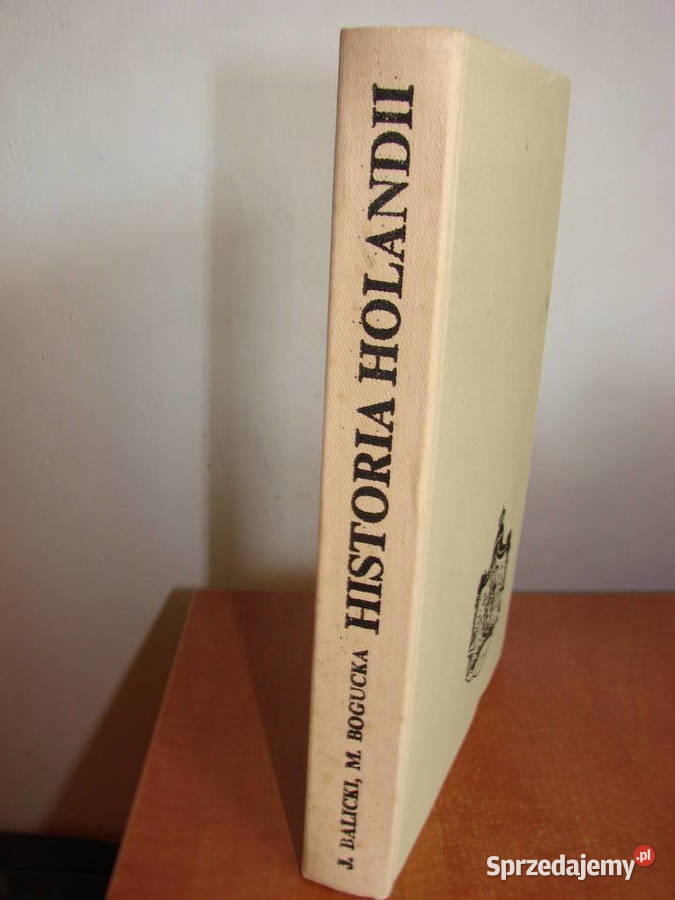 J. BALICKI, M. BOGUCKA HISTORIA HOLANDII
Sprzedajemy.pl